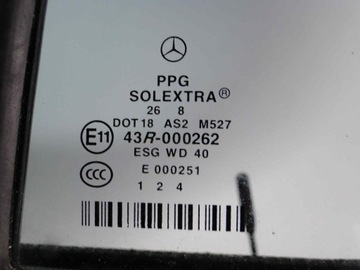 PPG
SOLEXTRA®
26 8
DOT18 AS2 M527
E11 43R-000262
ESG WD 40
CCC E 000251
1 2 4